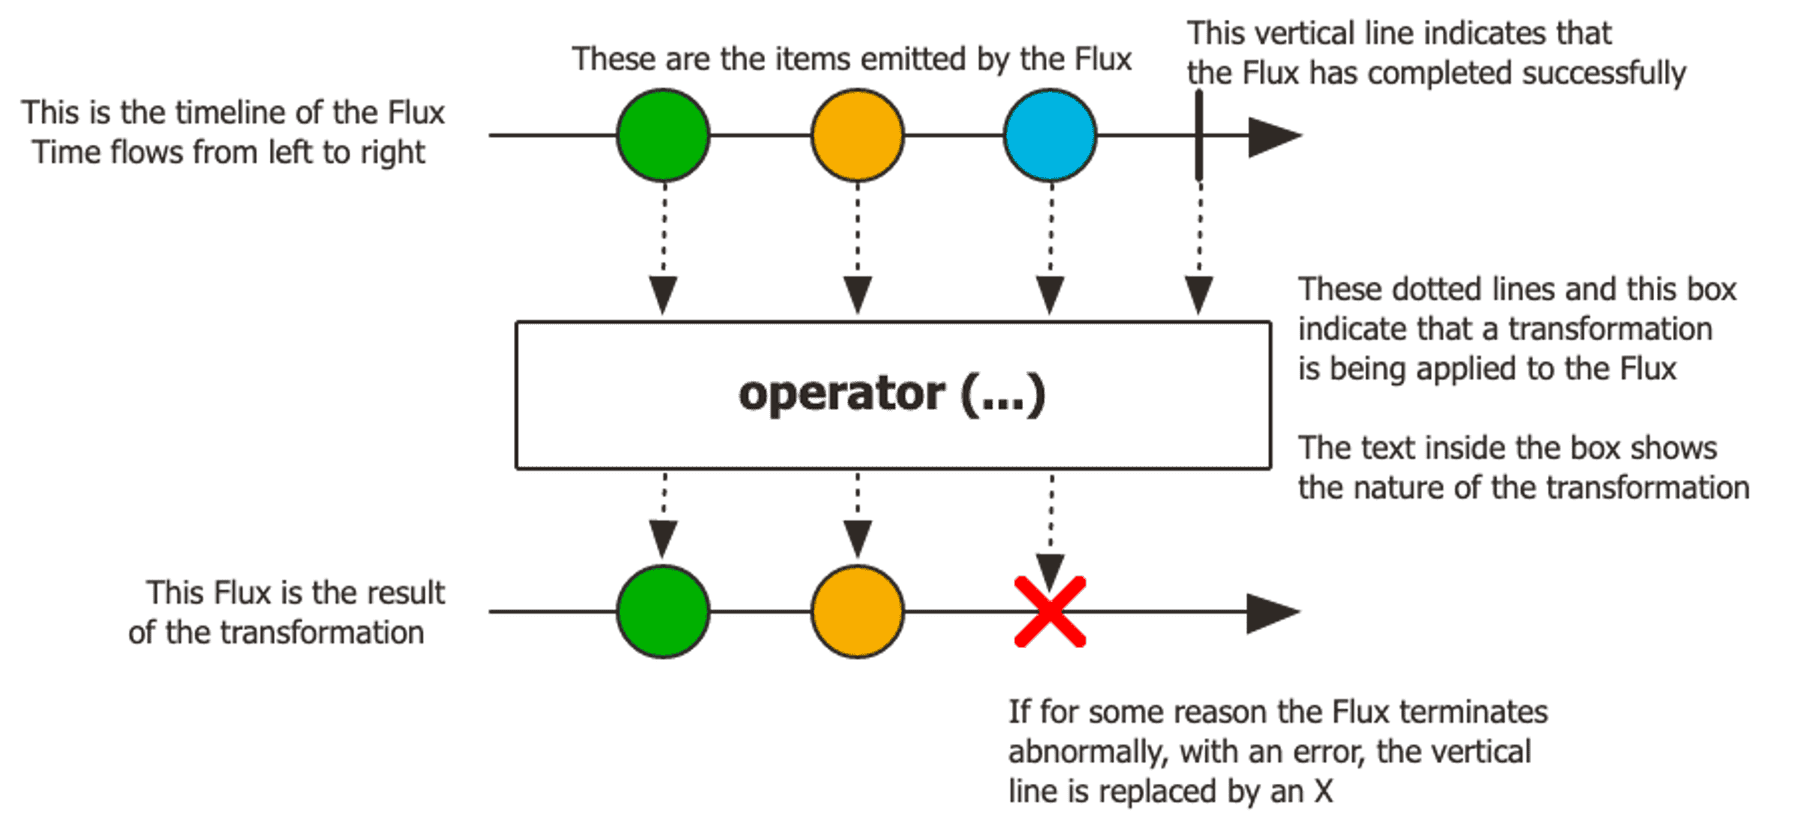 These are the items emitted by the Flux
This vertical line indicates that
the Flux has completed successfully
This is the timeline of the Flux
Time flows from left to right
These dotted lines and this box
indicate that a transformation
is being applied to the Flux
operator (...)
The text inside the box shows
the nature of the transformation
This Flux is the result
of the transformation
If for some reason the Flux terminates
abnormally, with an error, the vertical
line is replaced by an X